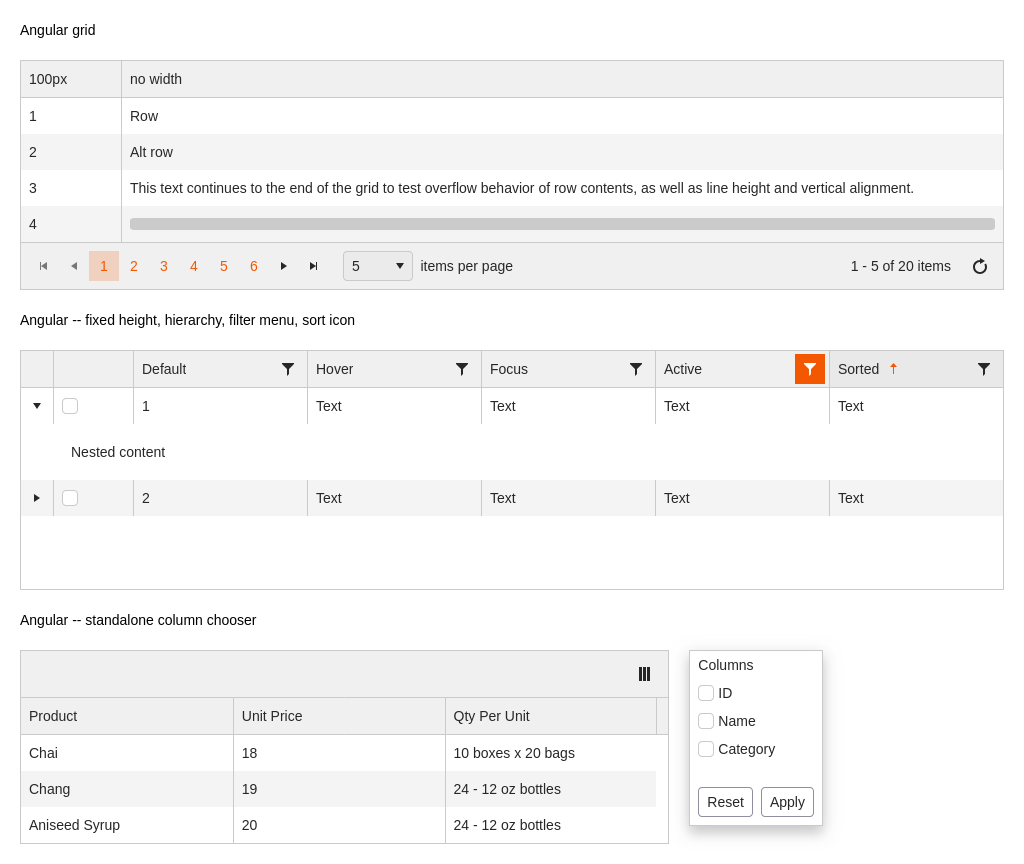 Angular grid
100px no width
1 Row
2 Alt row
3 This text continues to the end of the grid to test overflow behavior of row contents, as well as line height and vertical alignment.
4
1 2 3 4 5 6 5 items per page 1 - 5 of 20 items
Angular -- fixed height, hierarchy, filter menu, sort icon
Default Hover Focus Active Sorted
1 Text Text Text Text
Nested content
2 Text Text Text Text
Angular -- standalone column chooser
Product Unit Price Qty Per Unit
Chai 18 10 boxes x 20 bags
Chang 19 24 - 12 oz bottles
Aniseed Syrup 20 24 - 12 oz bottles
Columns
ID
Name
Category
Reset Apply